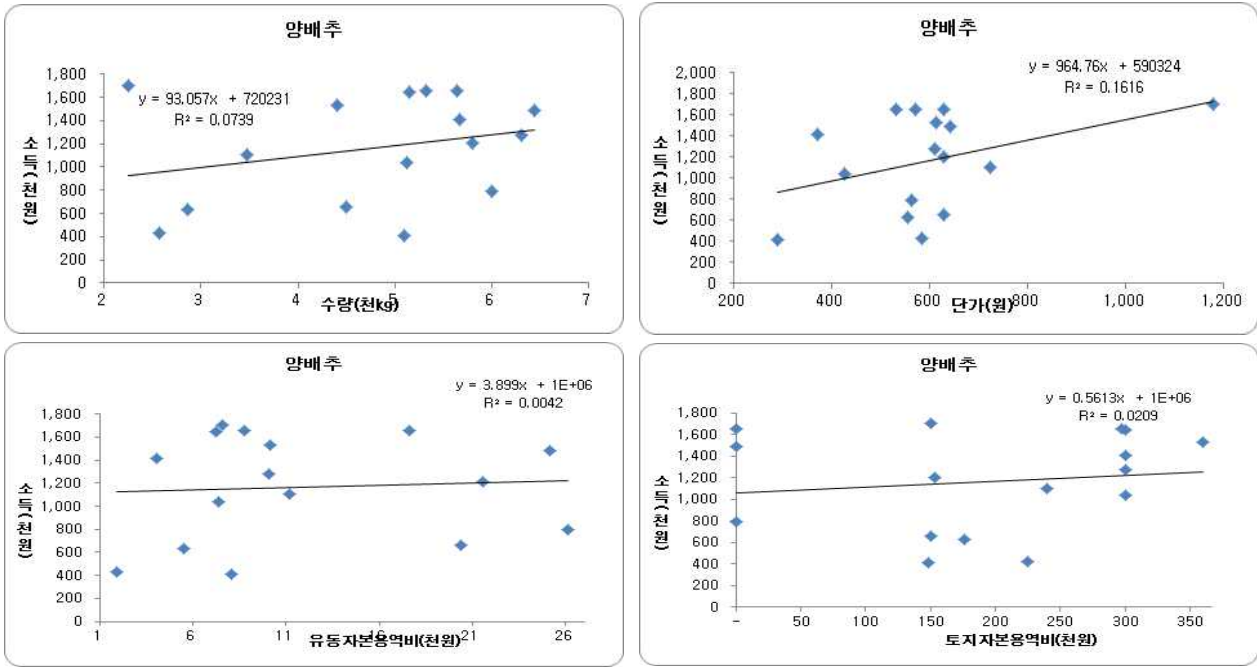 양배추
y = 93.057x + 720231
R² = 0.0739
소득(천원)
1,800
1,600
1,400
1,200
1,000
800
600
400
200
0
2 3 4 5 6 7
수량(천kg)
양배추
y = 964.76x + 590324
R² = 0.1616
소득(천원)
2,000
1,800
1,600
1,400
1,200
1,000
800
600
400
200
0
200 400 600 800 1,000 1,200
단가(원)
양배추
y = 3.899x + 1E+06
R² = 0.0042
소득(천원)
1,800
1,600
1,400
1,200
1,000
800
600
400
200
0
1 6 11 16 21 26
유동자본용역비(천원)
양배추
y = 0.5613x + 1E+06
R² = 0.0209
소득(천원)
1,800
1,600
1,400
1,200
1,000
800
600
400
200
0
- 50 100 150 200 250 300 350
토지자본용역비(천원)